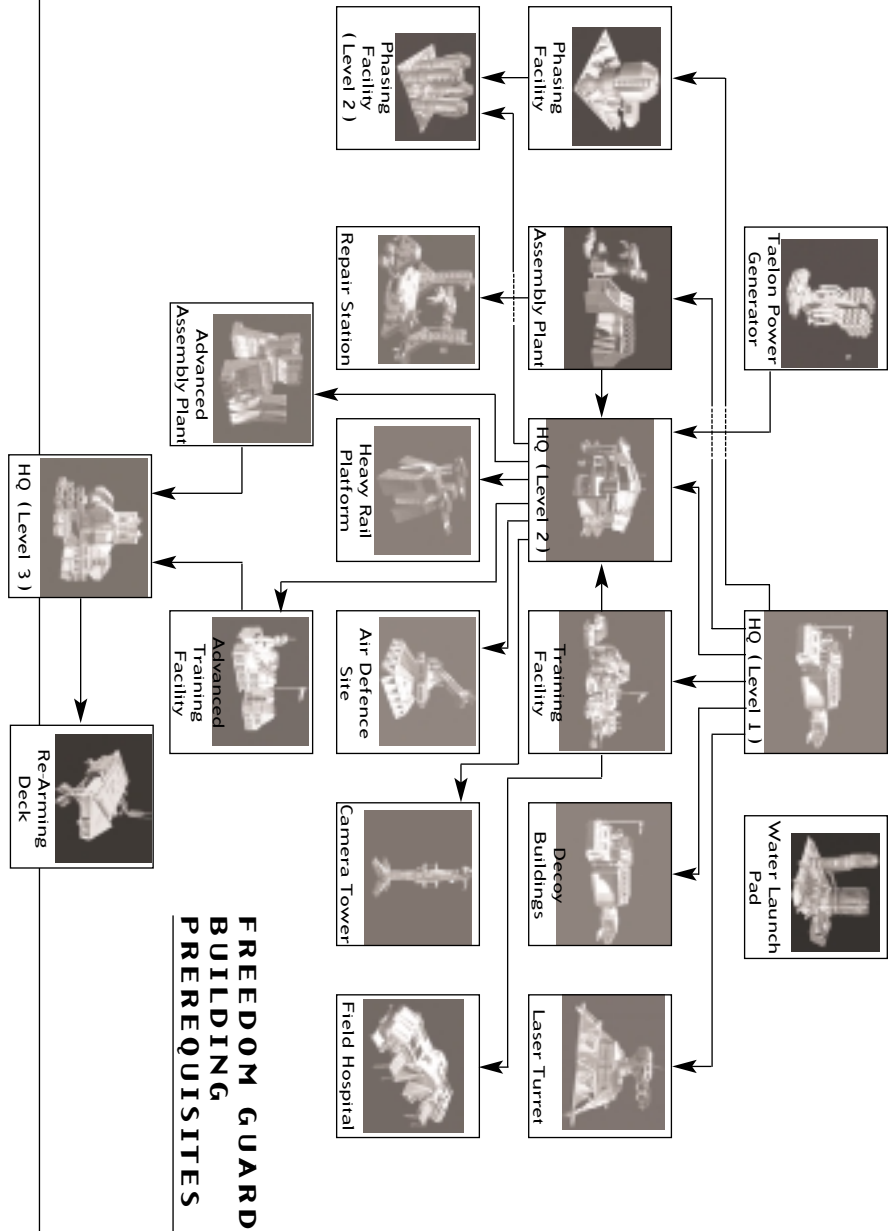 FREEDOM GUARD
BUILDING
PREREQUISITES
Taelon Power
Generator
HQ (Level 1)
Water Launch
Pad
Phasing
Facility
Assembly Plant
HQ (Level 2)
Training
Facility
Decoy
Buildings
Laser Turret
Phasing
Facility
(Level 2)
Repair Station
Heavy Rail
Platform
Air Defence
Site
Camera Tower
Field Hospital
Advanced
Assembly Plant
Advanced
Training
Facility
HQ (Level 3)
Re-Arming
Deck